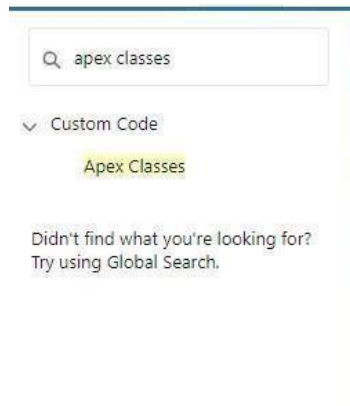 apex classes
Custom Code
Apex Classes
Didn't find what you're looking for?
Try using Global Search.